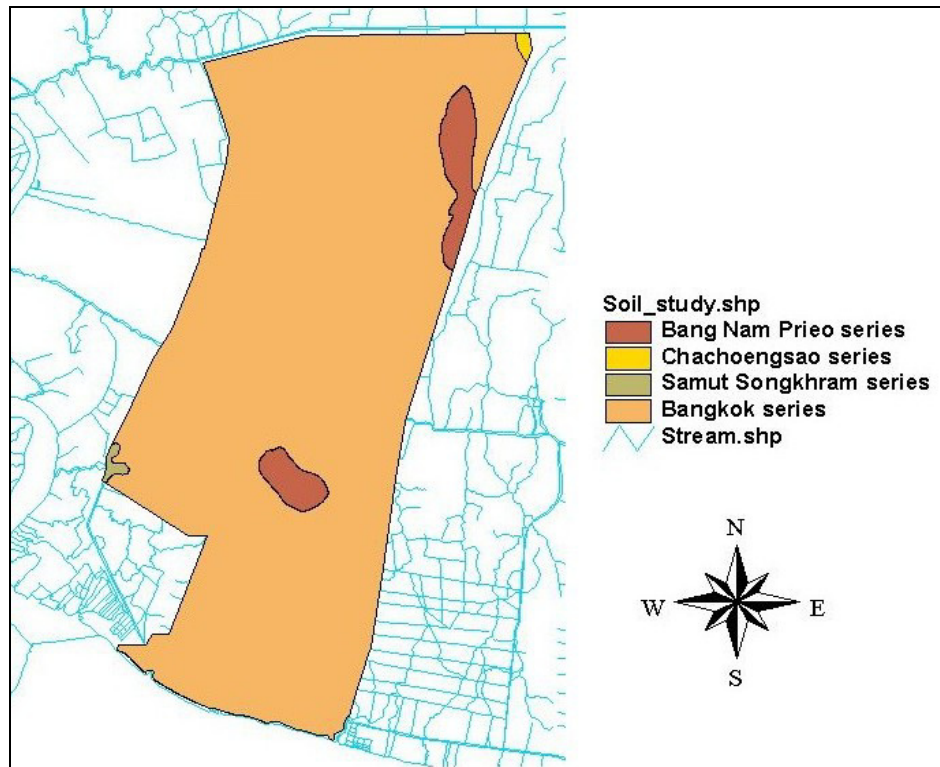 Soil_study.shp
Bang Nam Prieo series
Chachoengsao series
Samut Songkhram series
Bangkok series
Stream.shp
N
W E
S